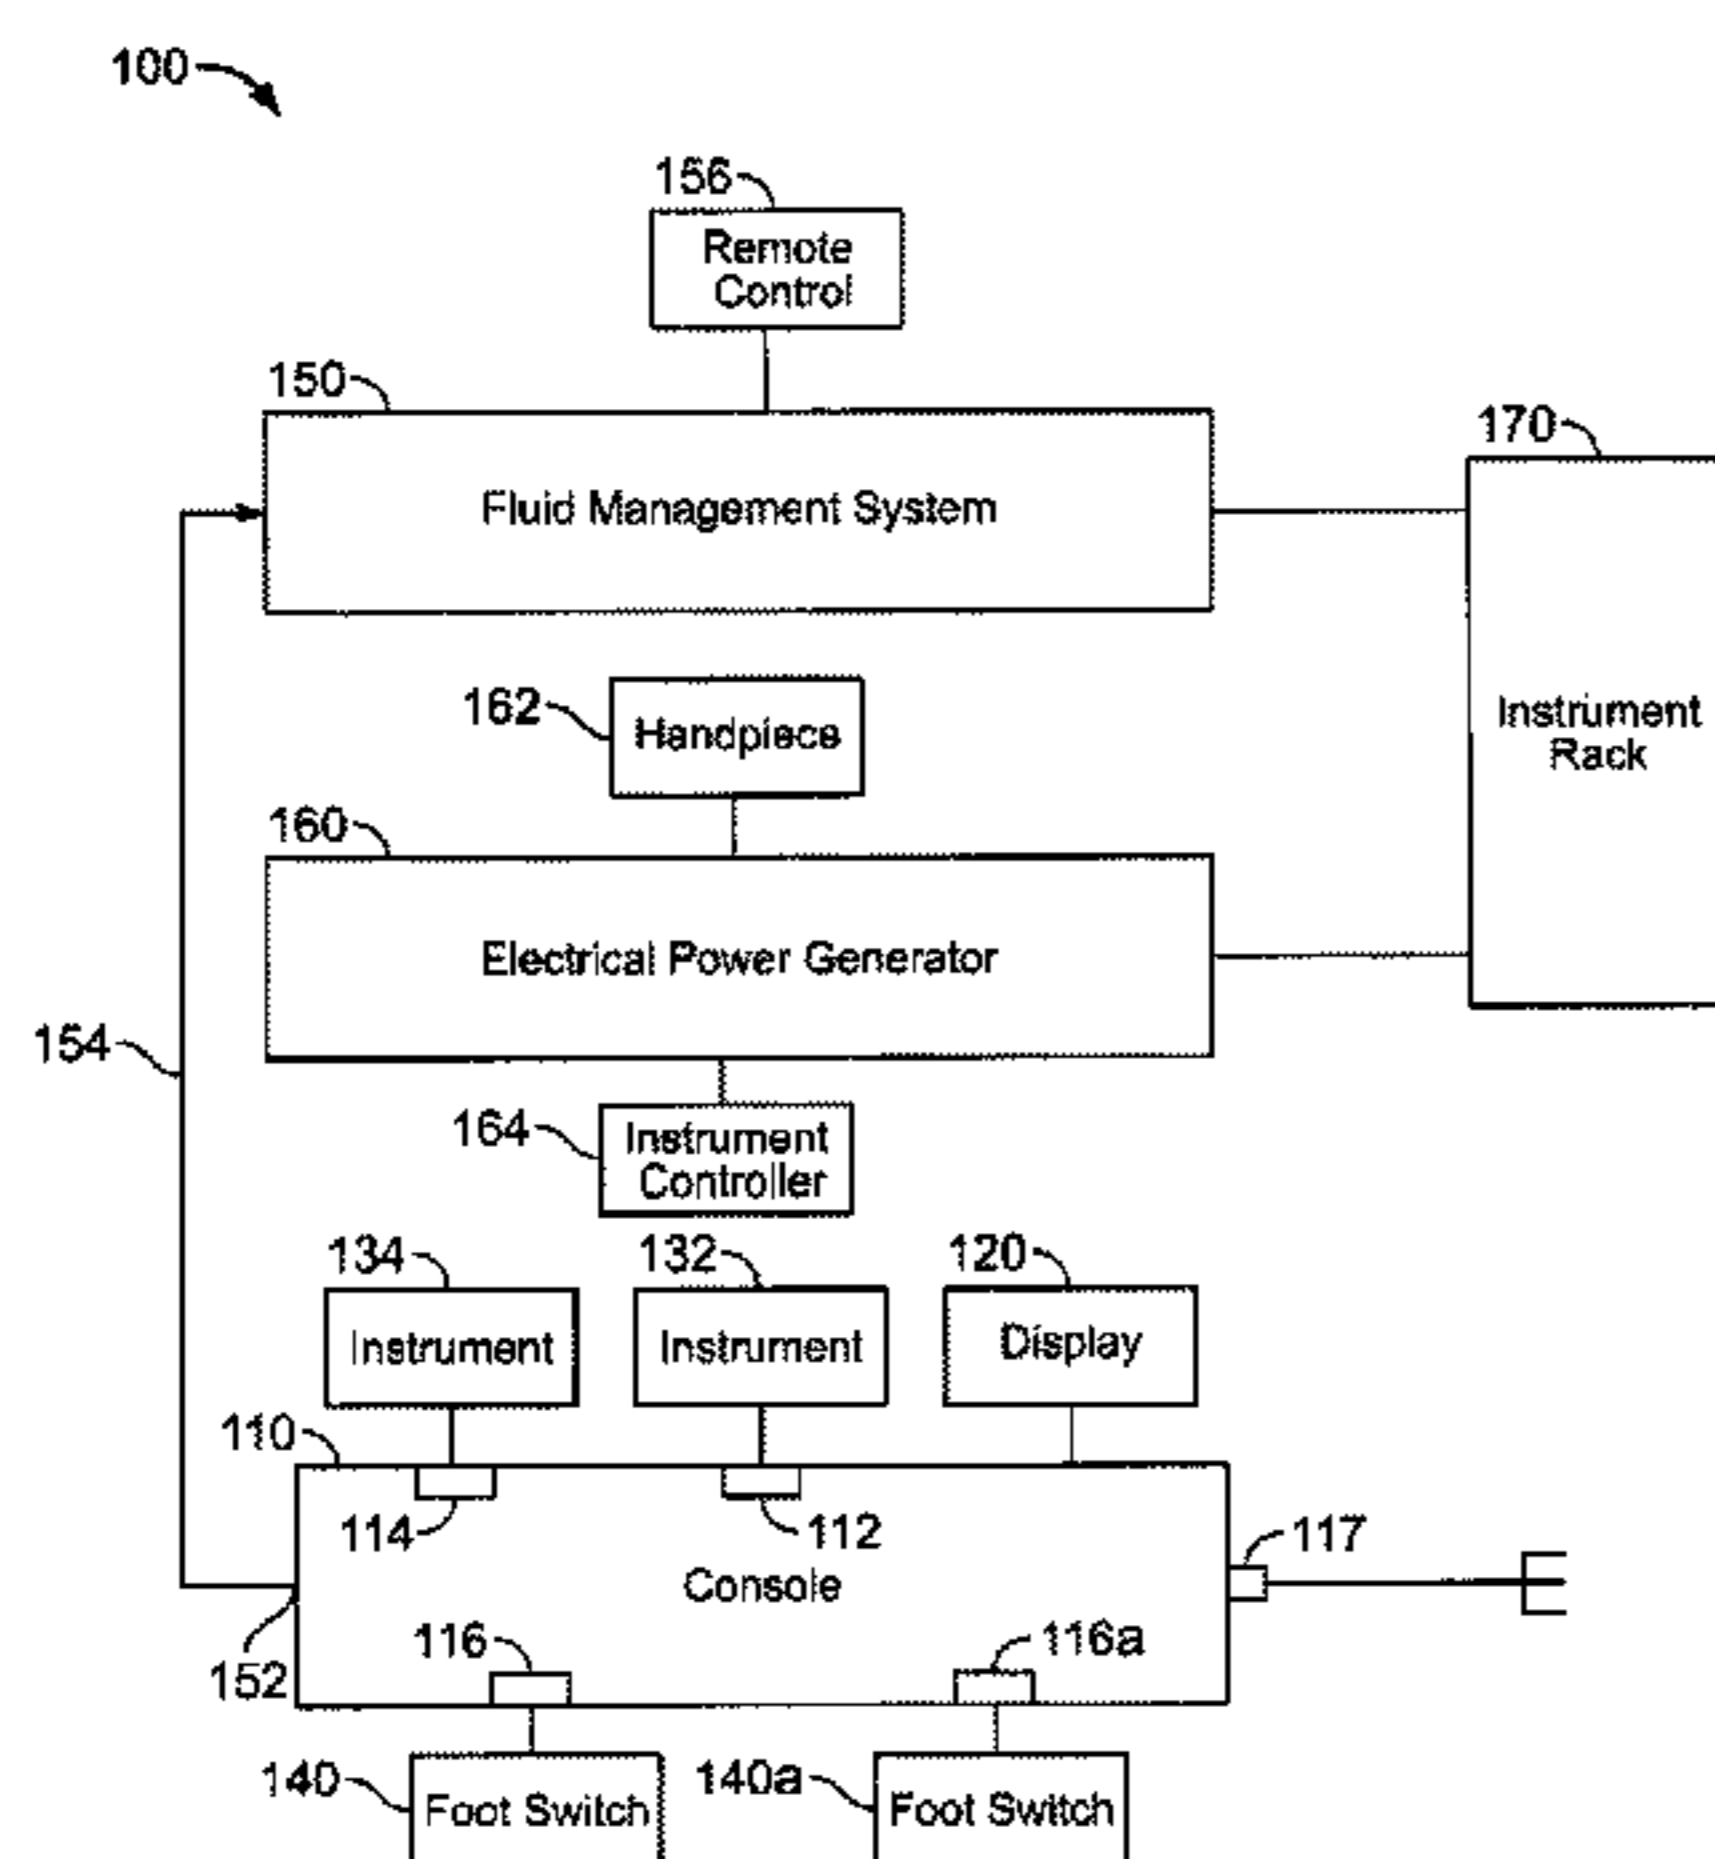 100
156
Remote
Control
150
170
Fluid Management System
162
Handpiece
Instrument
Rack
160
Electrical Power Generator
154
164
Instrument
Controller
134
132
120
Instrument
Instrument
Display
110
114
112
117
Console
116
116a
152
140
140a
Foot Switch
Foot Switch